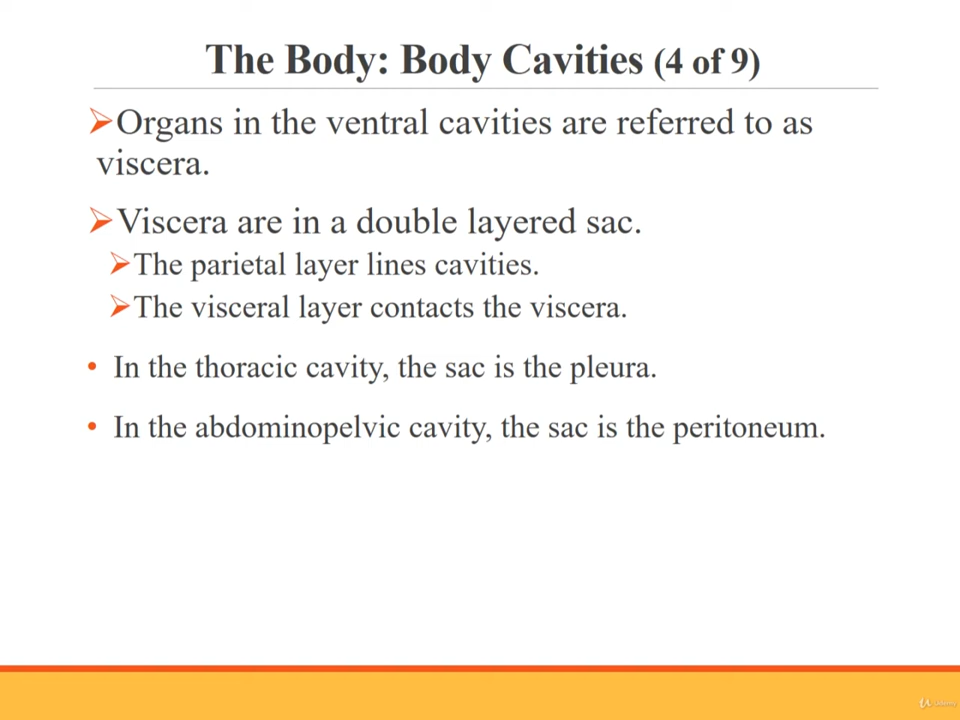 The Body: Body Cavities (4 of 9)
➢Organs in the ventral cavities are referred to as
viscera.
➢Viscera are in a double layered sac.
➢The parietal layer lines cavities.
➢The visceral layer contacts the viscera.
• In the thoracic cavity, the sac is the pleura.
• In the abdominopelvic cavity, the sac is the peritoneum.
Udemy